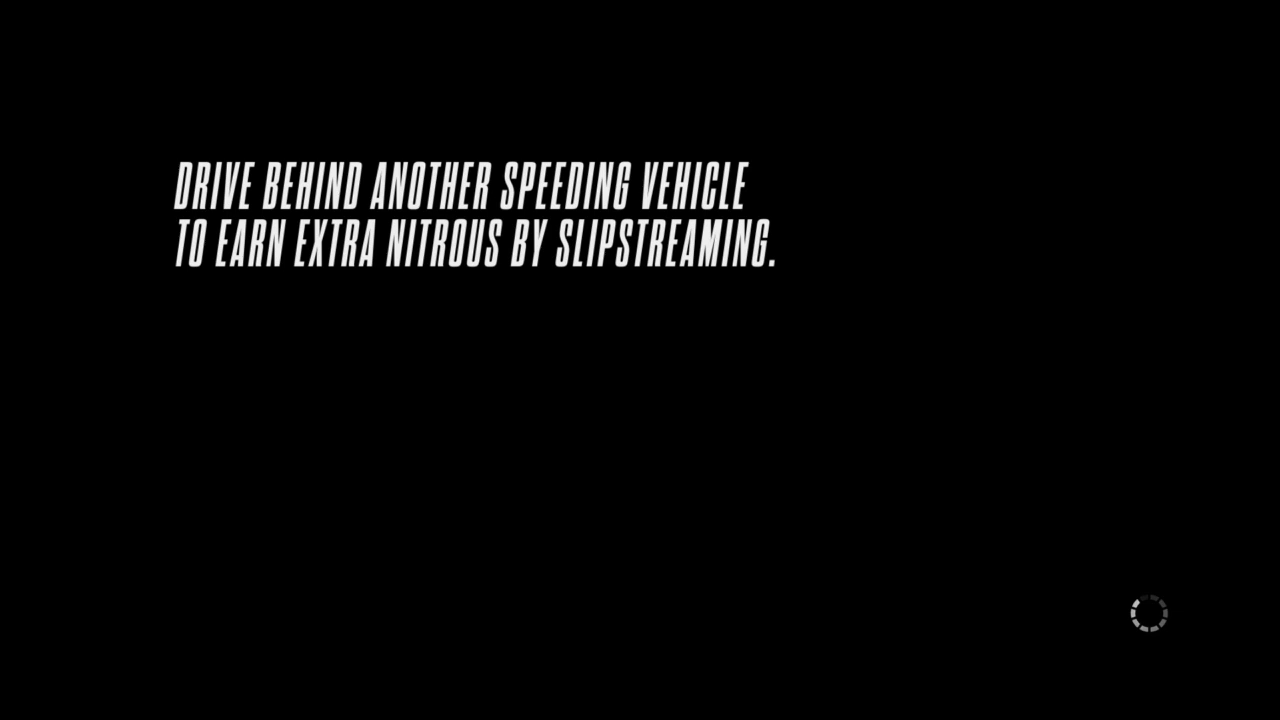 DRIVE BEHIND ANOTHER SPEEDING VEHICLE
TO EARN EXTRA NITROUS BY SLIPSTREAMING.